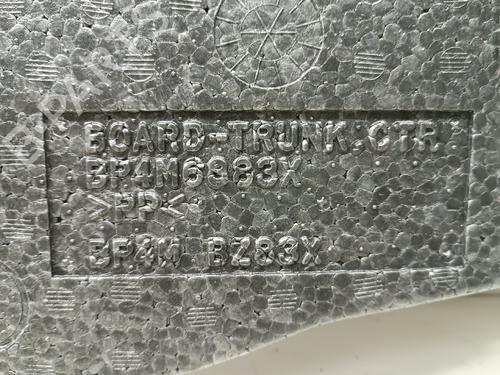 BOARD-TRUNK.CTR
BP4M6883X
>PP<
BP4M BZ83X